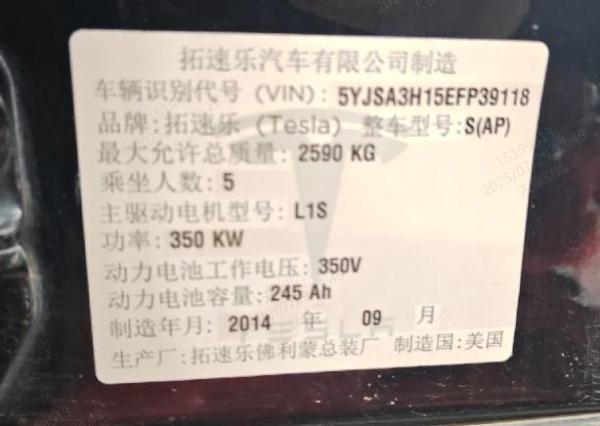 拓速乐汽车有限公司制造
车辆识别代号 (VIN): 5YJSA3H15EFP39118
品牌: 拓速乐 (Tesla) 整车型号: S(AP)
最大允许总质量: 2590 KG
乘坐人数: 5
主驱动电机型号: L1S
功率: 350 KW
动力电池工作电压: 350V
动力电池容量: 245 Ah
制造年月: 2014 年 09 月
生产厂: 拓速乐佛利蒙总装厂 制造国: 美国
TESLA